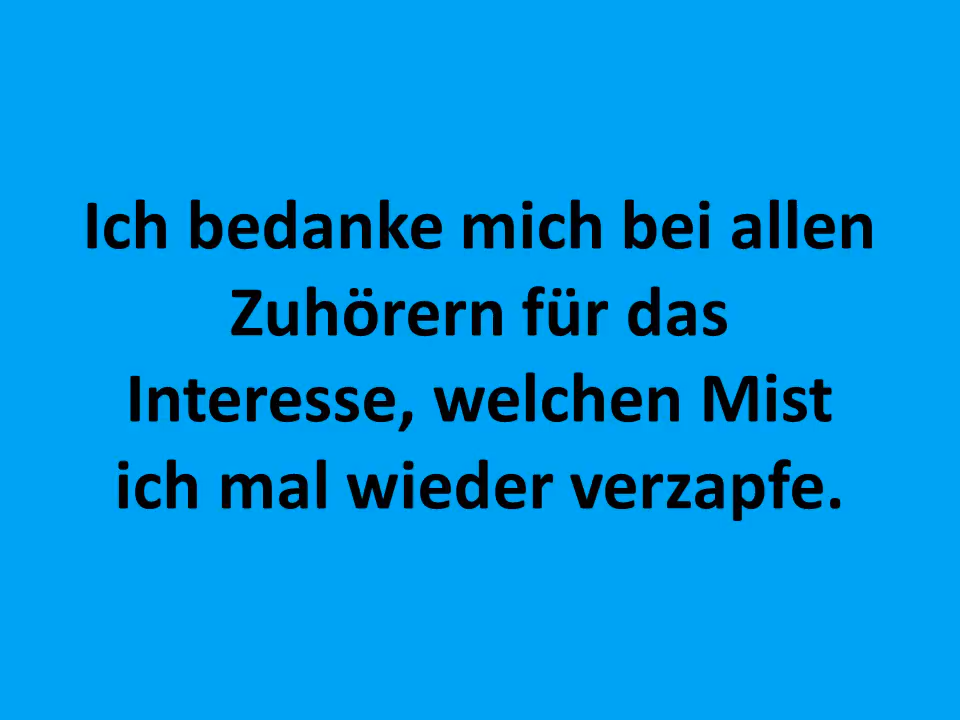 Ich bedanke mich bei allen
Zuhörern für das
Interesse, welchen Mist
ich mal wieder verzapfe.